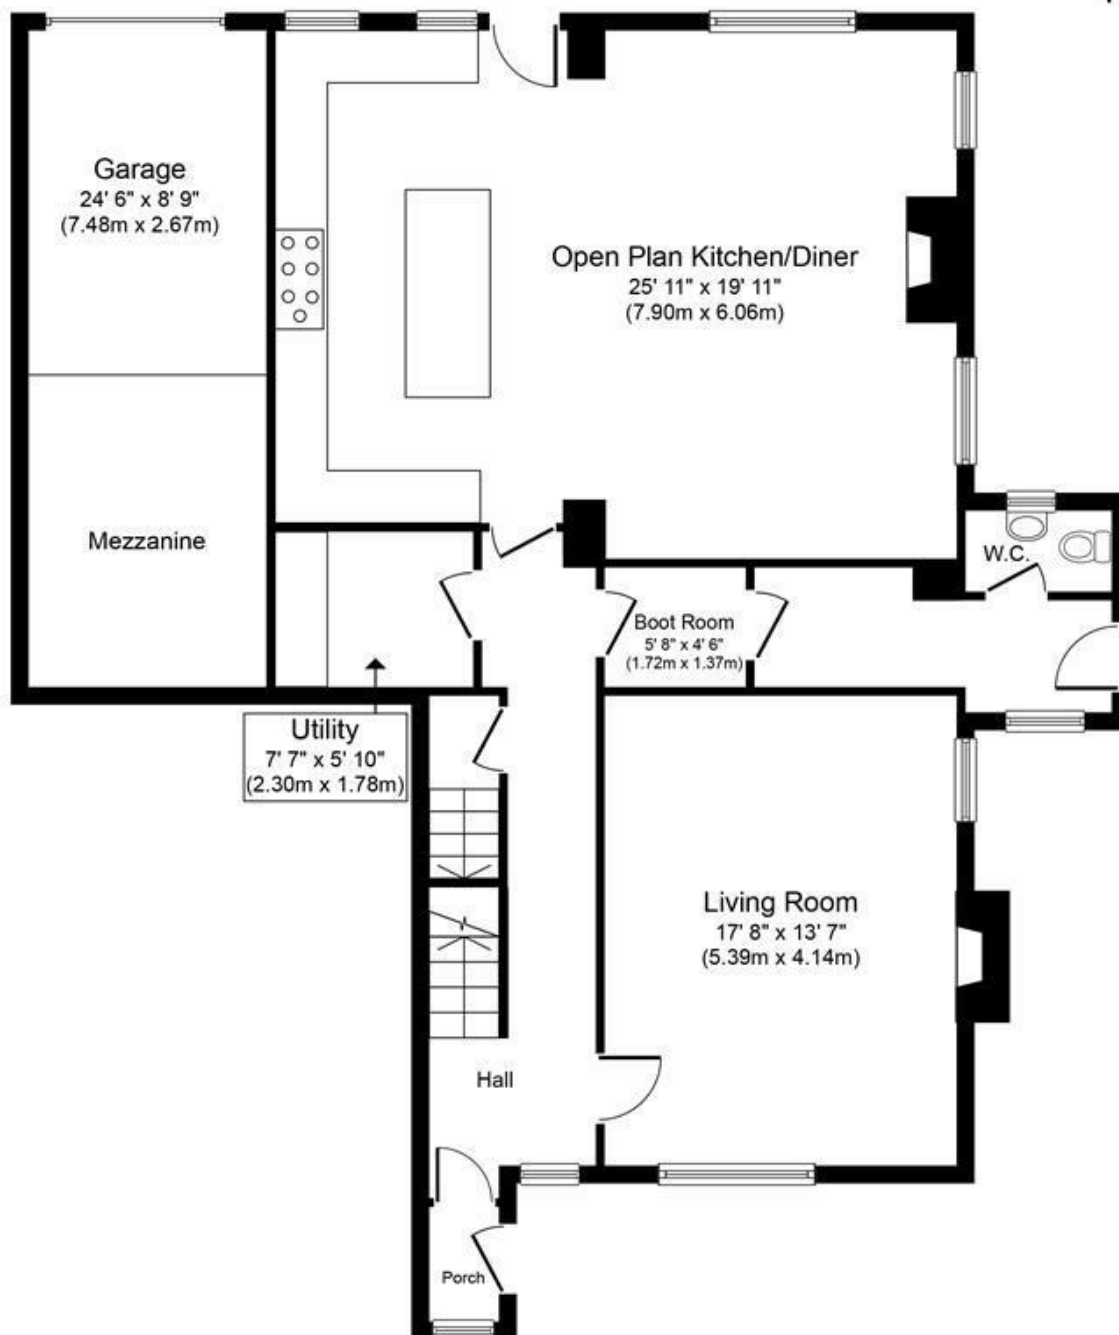 Garage
24' 6" x 8' 9"
(7.48m x 2.67m)
Open Plan Kitchen/Diner
25' 11" x 19' 11"
(7.90m x 6.06m)
Mezzanine
W.C.
Boot Room
5' 8" x 4' 6"
(1.72m x 1.37m)
Utility
7' 7" x 5' 10"
(2.30m x 1.78m)
Living Room
17' 8" x 13' 7"
(5.39m x 4.14m)
Hall
Porch